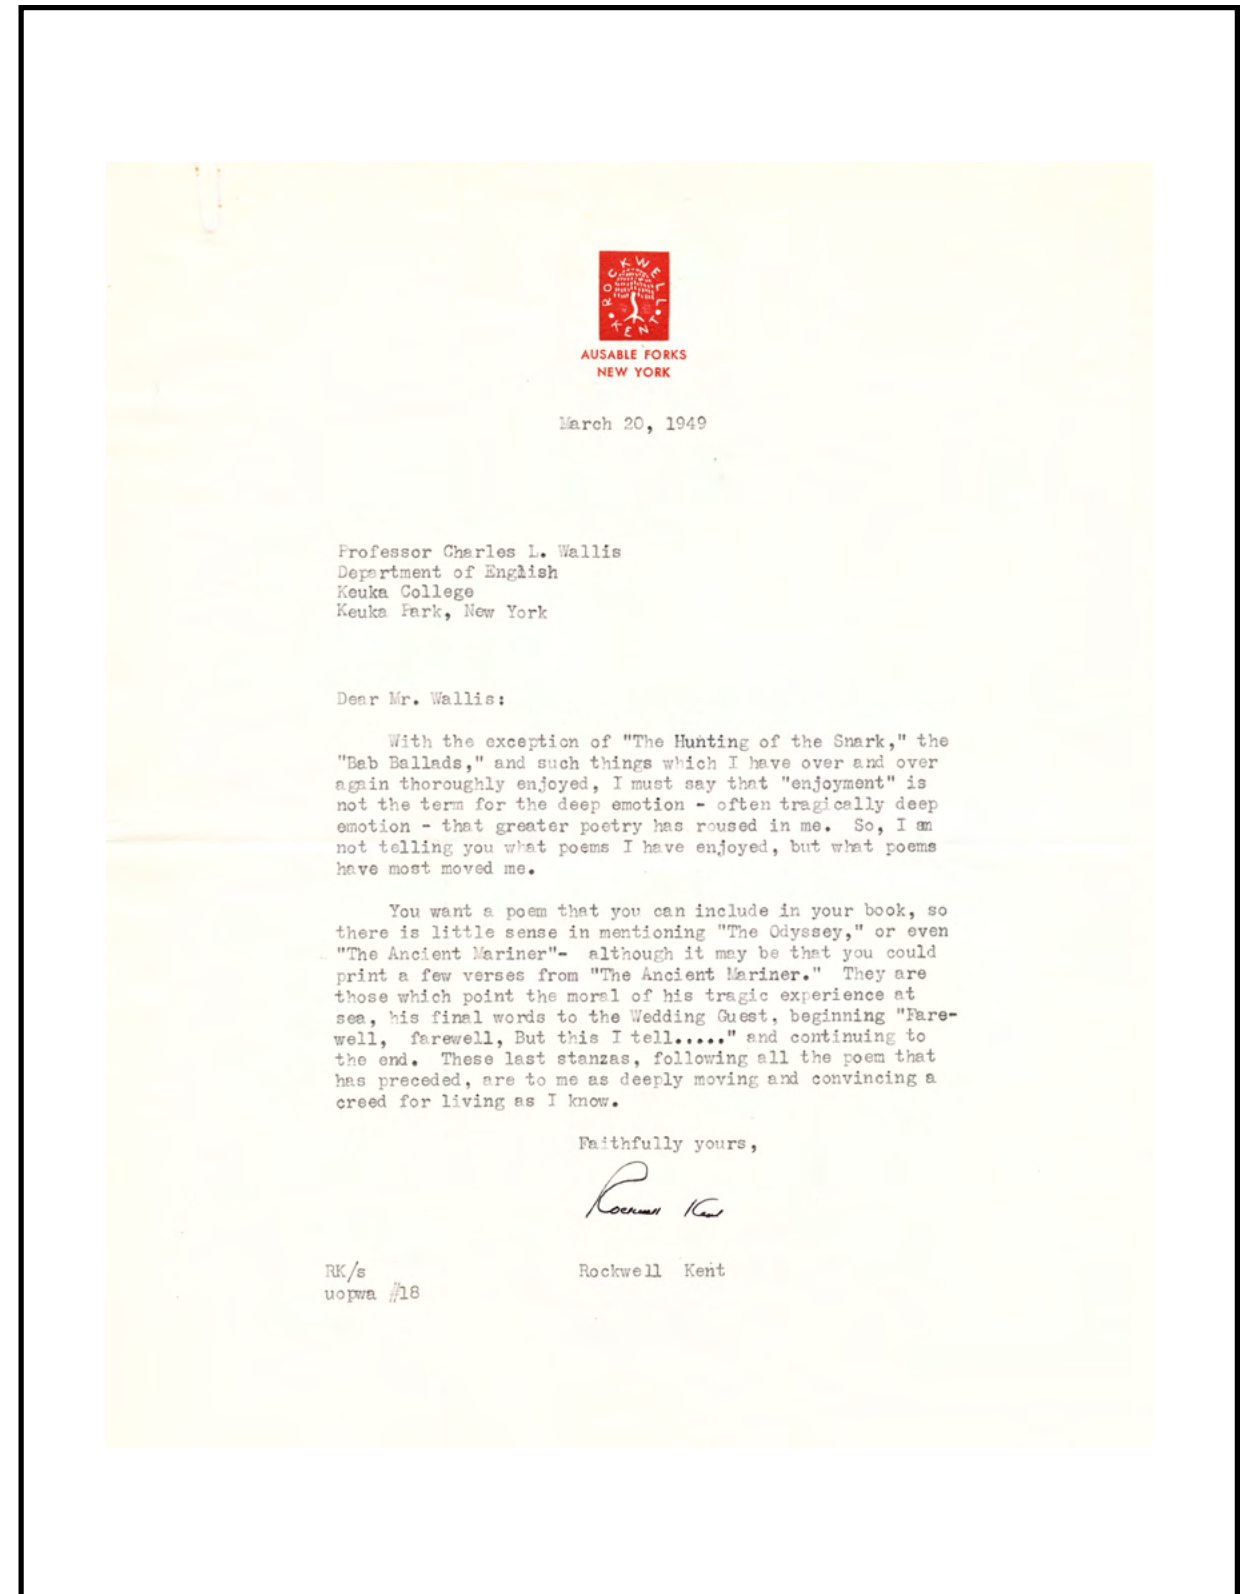 ROCKWELL
KENT
AUSABLE FORKS
NEW YORK
March 20, 1949
Professor Charles L. Wallis
Department of English
Keuka College
Keuka Park, New York
Dear Mr. Wallis:
With the exception of "The Hunting of the Snark," the
"Bab Ballads," and such things which I have over and over
again thoroughly enjoyed, I must say that "enjoyment" is
not the term for the deep emotion - often tragically deep
emotion - that greater poetry has roused in me. So, I am
not telling you what poems I have enjoyed, but what poems
have most moved me.
You want a poem that you can include in your book, so
there is little sense in mentioning "The Odyssey," or even
"The Ancient Mariner"- although it may be that you could
print a few verses from "The Ancient Mariner." They are
those which point the moral of his tragic experience at
sea, his final words to the Wedding Guest, beginning "Fare-
well, farewell, But this I tell....." and continuing to
the end. These last stanzas, following all the poem that
has preceded, are to me as deeply moving and convincing a
creed for living as I know.
Faithfully yours,
Rockwell Kent
RK/s
Rockwell Kent
uopwa #18